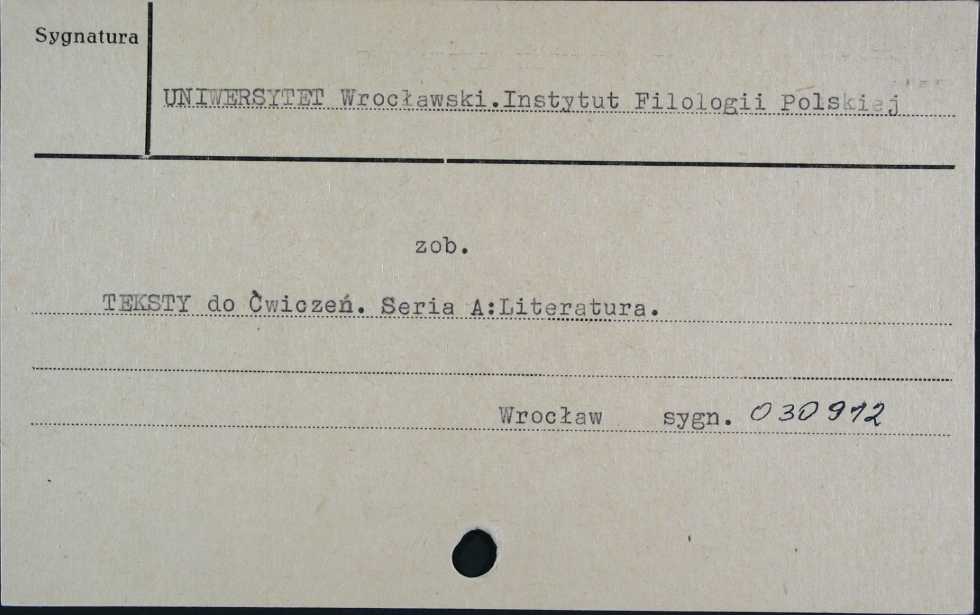 Sygnatura
UNIWERSYTET Wrocławski.Instytut Filologii Polskiej
zob.
TEKSTY do Ćwiczeń. Seria A:Literatura.
Wrocław sygn. 030912